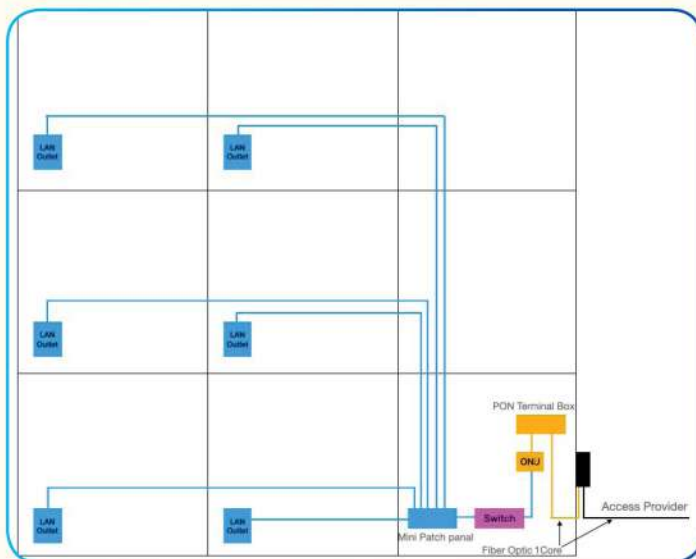 LAN
Outlet
LAN
Outlet
LAN
Outlet
LAN
Outlet
PON Terminal Box
ONU
LAN
Outlet
LAN
Outlet
Switch
Mini Patch panal
Access Provider
Fiber Optic 1Core